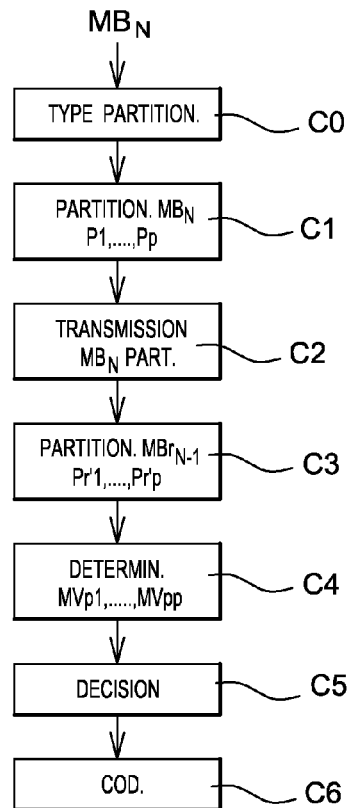 MB_N
TYPE PARTITION.
C0
PARTITION. MB_N
P1,....,Pp
C1
TRANSMISSION
MB_N PART.
C2
PARTITION. MBr_N-1
Pr'1,....,Pr'p
C3
DETERMIN.
MVp1,.....,MVpp
C4
DECISION
C5
COD.
C6